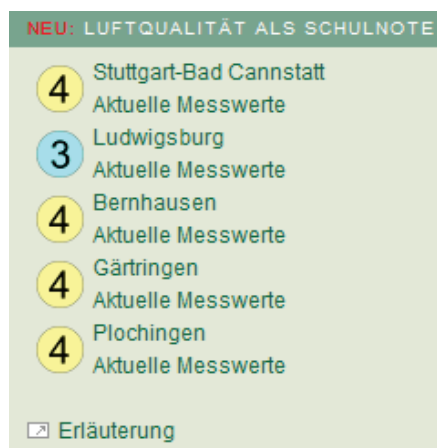 NEU: LUFTQUALITÄT ALS SCHULNOTE
4 Stuttgart-Bad Cannstatt
Aktuelle Messwerte
3 Ludwigsburg
Aktuelle Messwerte
4 Bernhausen
Aktuelle Messwerte
4 Gärtringen
Aktuelle Messwerte
4 Plochingen
Aktuelle Messwerte
Erläuterung